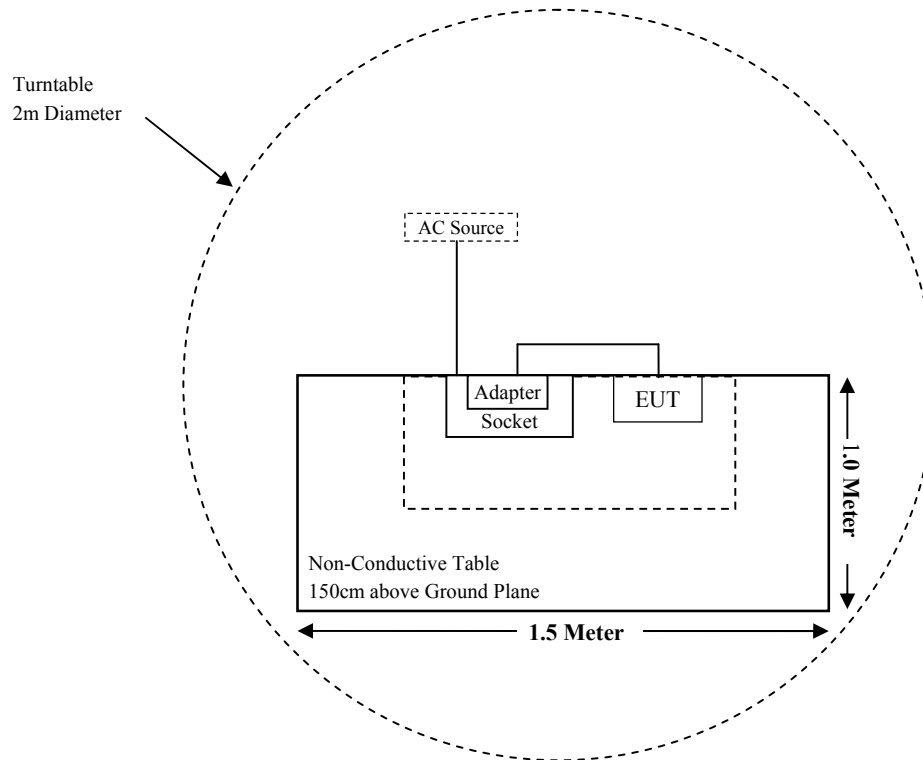 Turntable
2m Diameter
AC Source
Adapter
EUT
Socket
1.0 Meter
Non-Conductive Table
150cm above Ground Plane
1.5 Meter